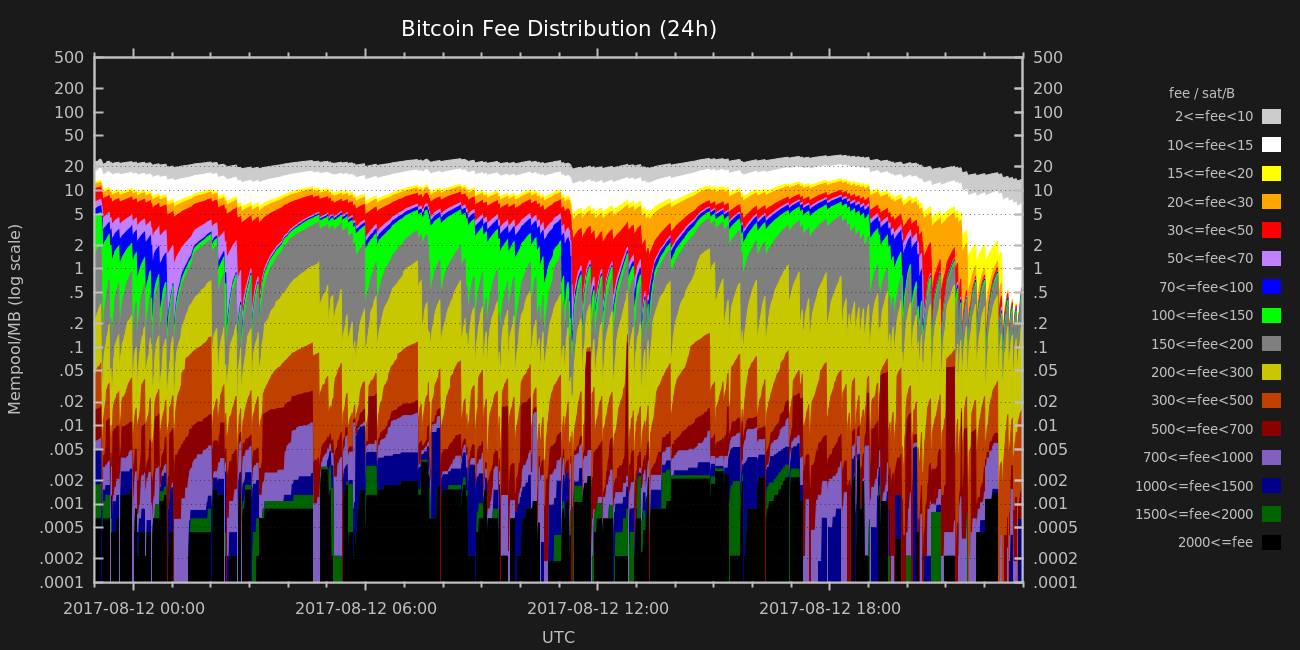 Bitcoin Fee Distribution (24h)
500
200
100
50
20
10
5
2
1
.5
.2
.1
.05
.02
.01
.005
.002
.001
.0005
.0002
.0001
Mempool/MB (log scale)
500
200
100
50
20
10
5
2
1
.5
.2
.1
.05
.02
.01
.005
.002
.001
.0005
.0002
.0001
2017-08-12 00:00
2017-08-12 06:00
2017-08-12 12:00
2017-08-12 18:00
UTC
fee / sat/B
2<=fee<10
10<=fee<15
15<=fee<20
20<=fee<30
30<=fee<50
50<=fee<70
70<=fee<100
100<=fee<150
150<=fee<200
200<=fee<300
300<=fee<500
500<=fee<700
700<=fee<1000
1000<=fee<1500
1500<=fee<2000
2000<=fee